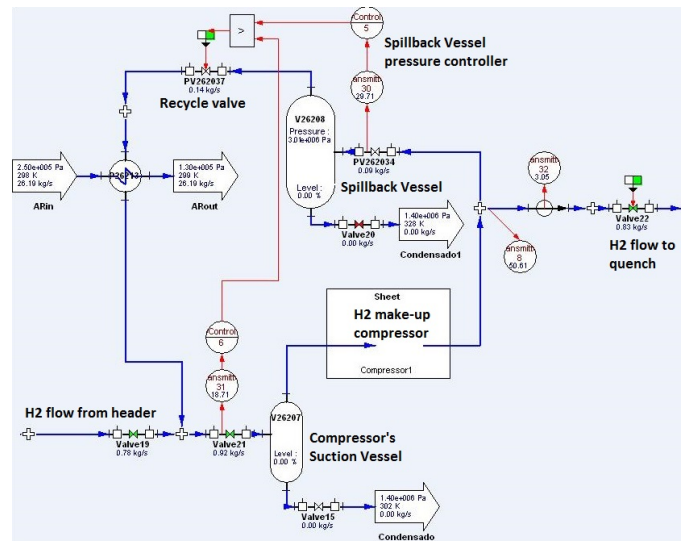 Control
5
>
Spillback Vessel
pressure controller
ansmitt
30
29.71
PV262037
0.14 kg/s
Recycle valve
V26208
Pressure :
3.01e+006 Pa
Level :
0.00 %
PV262034
0.09 kg/s
Spillback Vessel
2.50e+005 Pa
298 K
26.19 kg/s
ARin
P26213
1.30e+005 Pa
299 K
26.19 kg/s
ARout
ansmitt
32
3.05
Valve20
0.00 kg/s
1.40e+006 Pa
328 K
0.00 kg/s
Condensado1
Valve22
0.83 kg/s
H2 flow to
quench
ansmitt
8
50.61
Sheet
H2 make-up
compressor
Compressor1
Control
6
ansmitt
31
18.71
H2 flow from header
Valve19
0.78 kg/s
Valve21
0.92 kg/s
V26207
Level :
0.00 %
Compressor's
Suction Vessel
Valve15
0.00 kg/s
1.40e+006 Pa
302 K
0.00 kg/s
Condensado